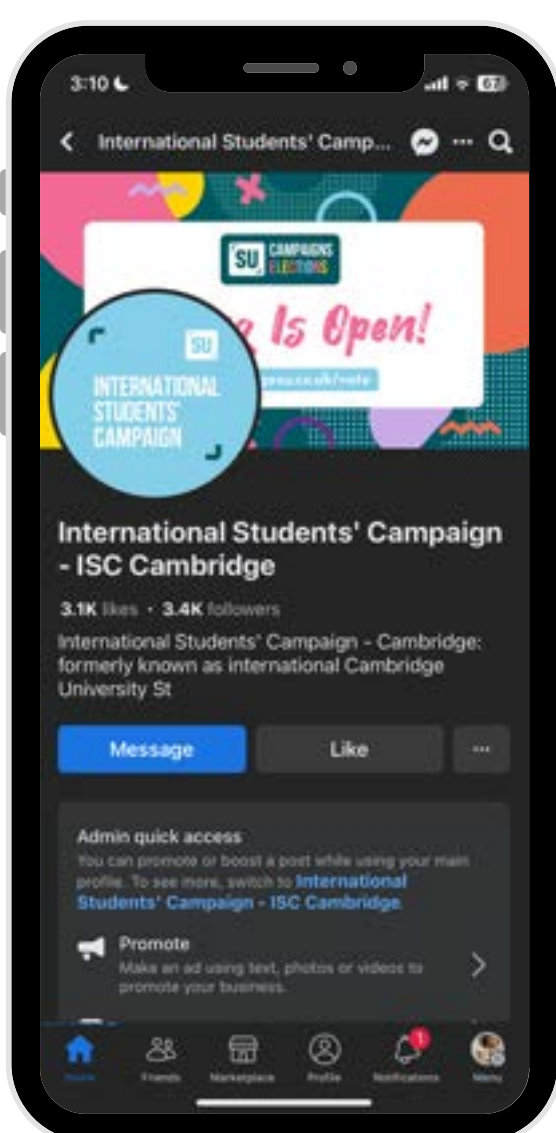 3:10
67
International Students' Camp...
SU CAMPAIGNS
ELECTIONS
Is Open!
SU
INTERNATIONAL
STUDENTS'
CAMPAIGN
International Students' Campaign
- ISC Cambridge
3.1K likes · 3.4K followers
International Students' Campaign - Cambridge:
formerly known as international Cambridge
University St
Message
Like
Admin quick access
You can promote or boost a post while using your main
profile. To see more, switch to International
Students' Campaign - ISC Cambridge.
Promote
Make an ad using text, photos or videos to
promote your business.
1
Home
Friends
Marketplace
Profile
Notifications
Menu